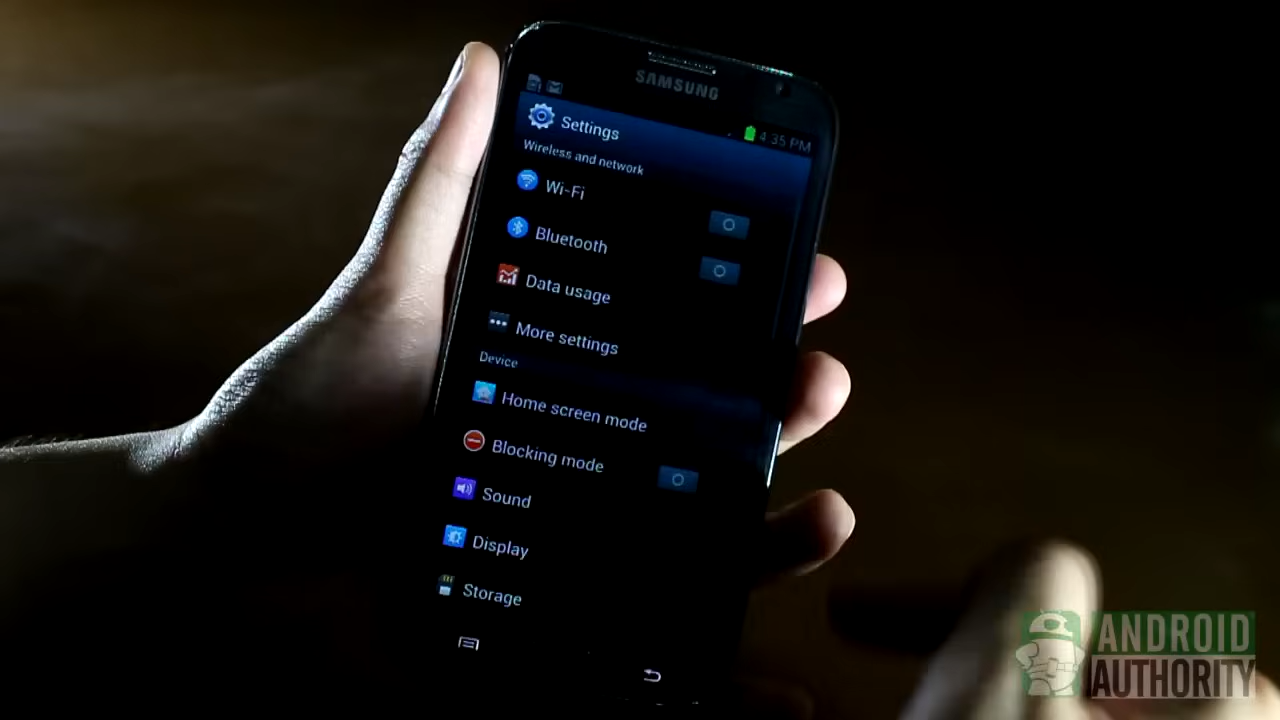 SAMSUNG
4:35 PM
Settings
Wireless and network
Wi-Fi
Bluetooth
Data usage
More settings
Device
Home screen mode
Blocking mode
Sound
Display
Storage
ANDROID
AUTHORITY